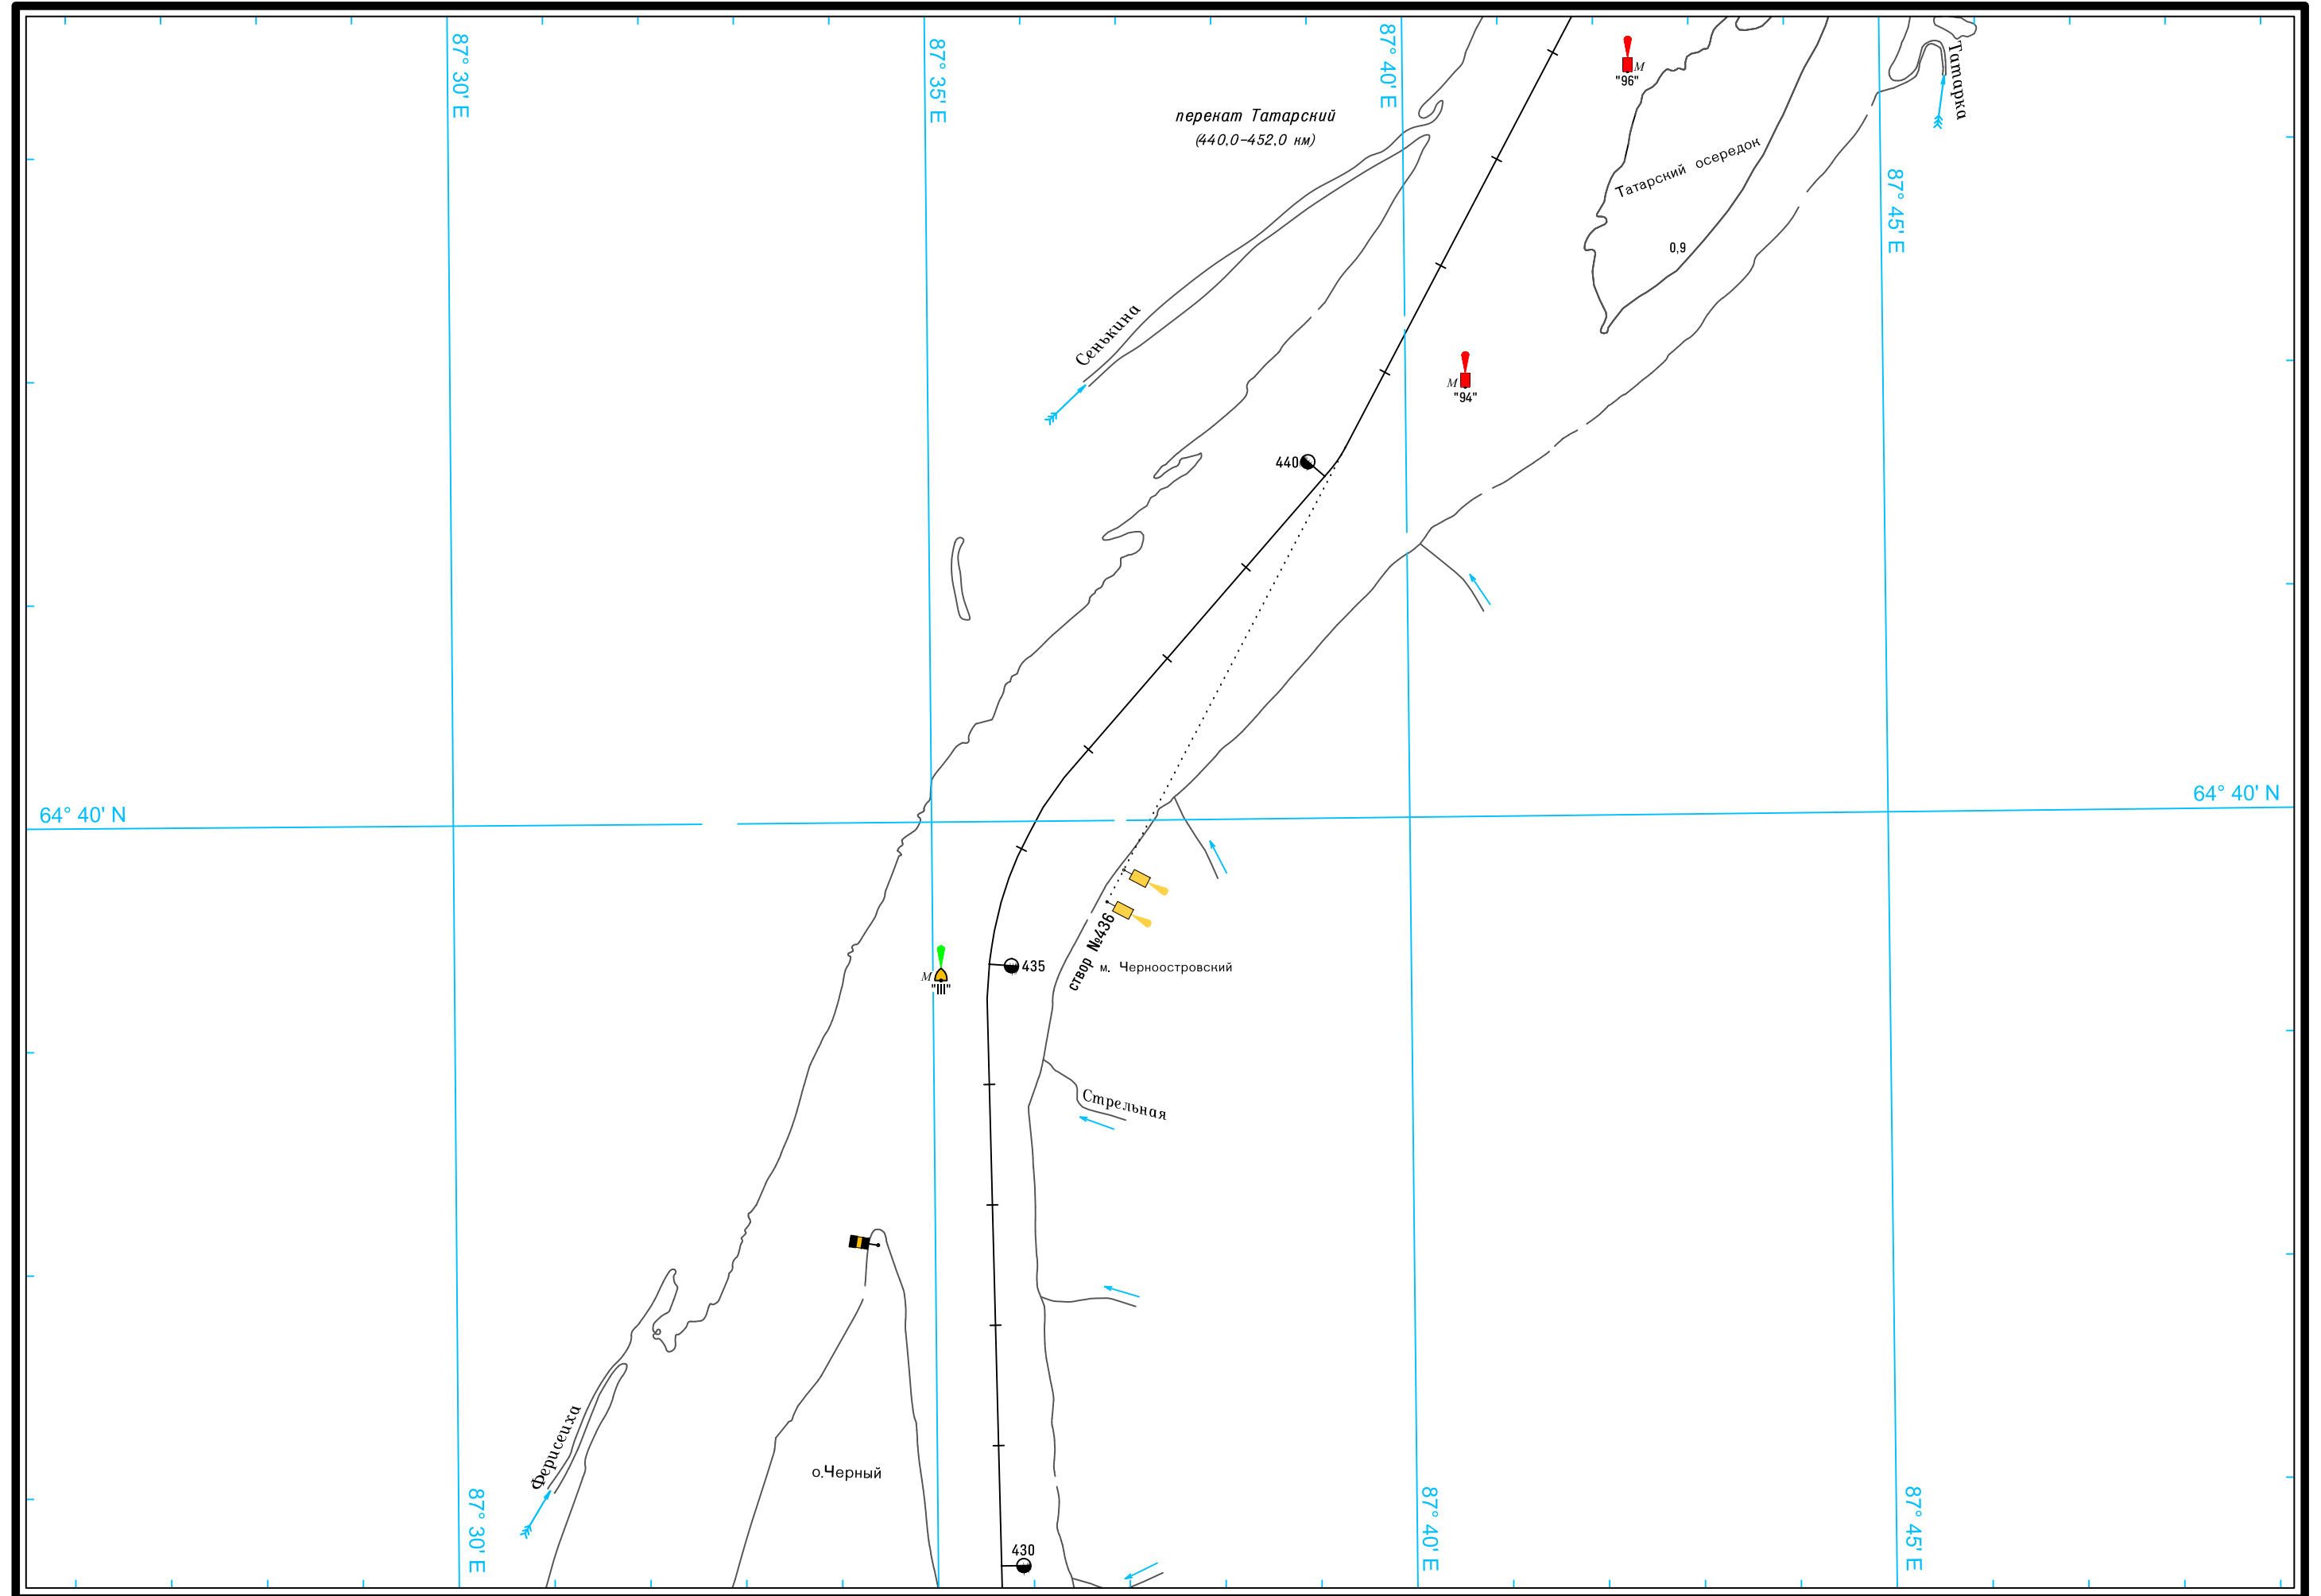 87° 30' E
87° 35' E
87° 40' E
87° 45' E
"96"
М
Татарка
перекат Татарский
(440,0-452,0 км)
Татарский осередок
0,9
Сенькина
М
"94"
440
64° 40' N
64° 40' N
створ №436
435
М
"III"
м. Черноостровский
Стрельная
Ферисеиха
о.Черный
430
87° 30' E
87° 40' E
87° 45' E